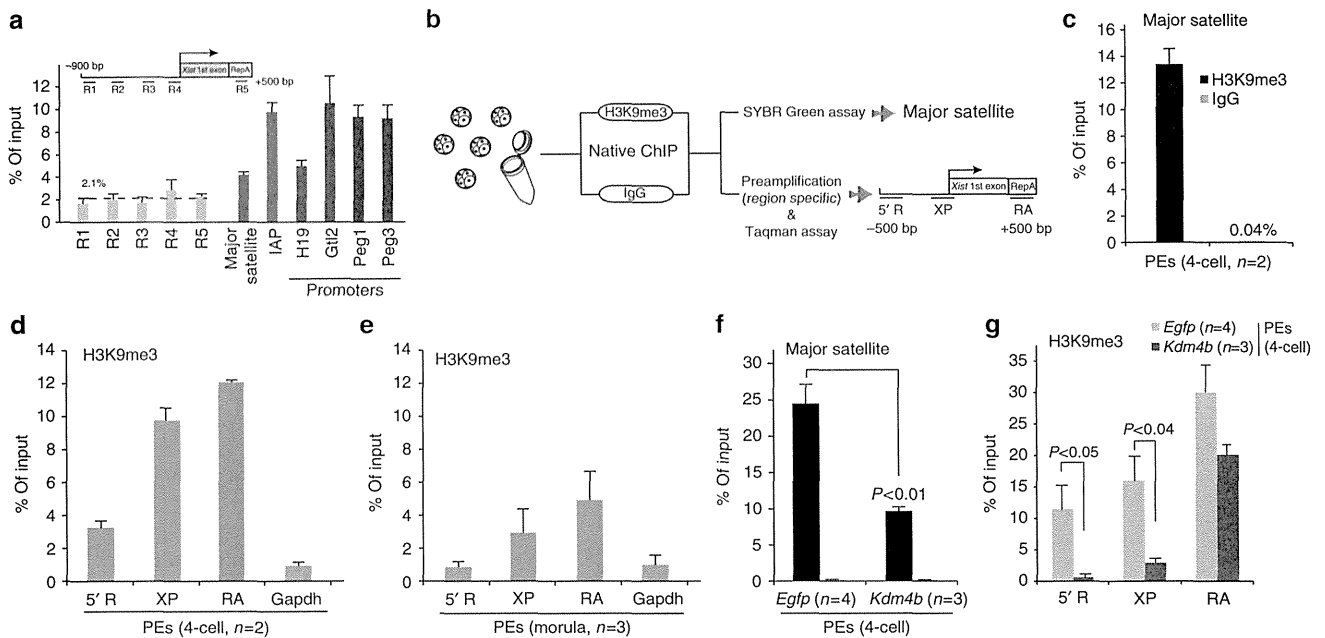 a
~900 bp
Xist 1st exon
RepA
+500 bp
R1
R2
R3
R4
R5
% Of input
12
10
8
6
4
2
0
2.1%
R1
R2
R3
R4
R5
Major satellite
IAP
H19
Gtl2
Peg1
Peg3
Promoters
b
H3K9me3
Native ChIP
IgG
SYBR Green assay
Major satellite
Preamplification
(region specific)
&
Taqman assay
Xist 1st exon
RepA
5′ R
XP
RA
−500 bp
+500 bp
c
Major satellite
% Of input
16
14
12
10
8
6
4
2
0
H3K9me3
IgG
0.04%
PEs (4-cell, n=2)
d
H3K9me3
% Of input
14
12
10
8
6
4
2
0
5′ R
XP
RA
Gapdh
PEs (4-cell, n=2)
e
H3K9me3
% Of input
14
12
10
8
6
4
2
0
5′ R
XP
RA
Gapdh
PEs (morula, n=3)
f
Major satellite
% Of input
30
25
20
15
10
5
0
P<0.01
Egfp (n=4)
Kdm4b (n=3)
PEs (4-cell)
g
H3K9me3
Egfp (n=4)
Kdm4b (n=3)
PEs
(4-cell)
% Of input
35
30
25
20
15
10
5
0
P<0.05
P<0.04
5′ R
XP
RA